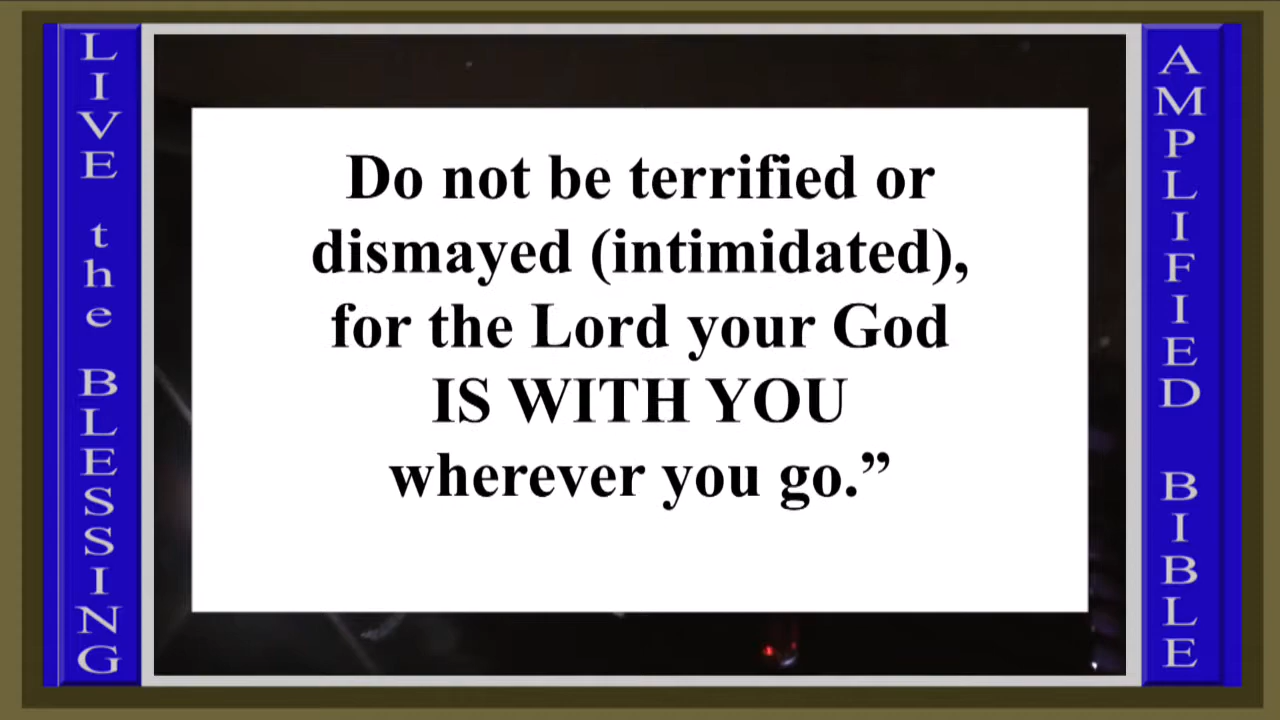 LIVE the BLESSING
Do not be terrified or
dismayed (intimidated),
for the Lord your God
IS WITH YOU
wherever you go.”
AMPLIFIED BIBLE